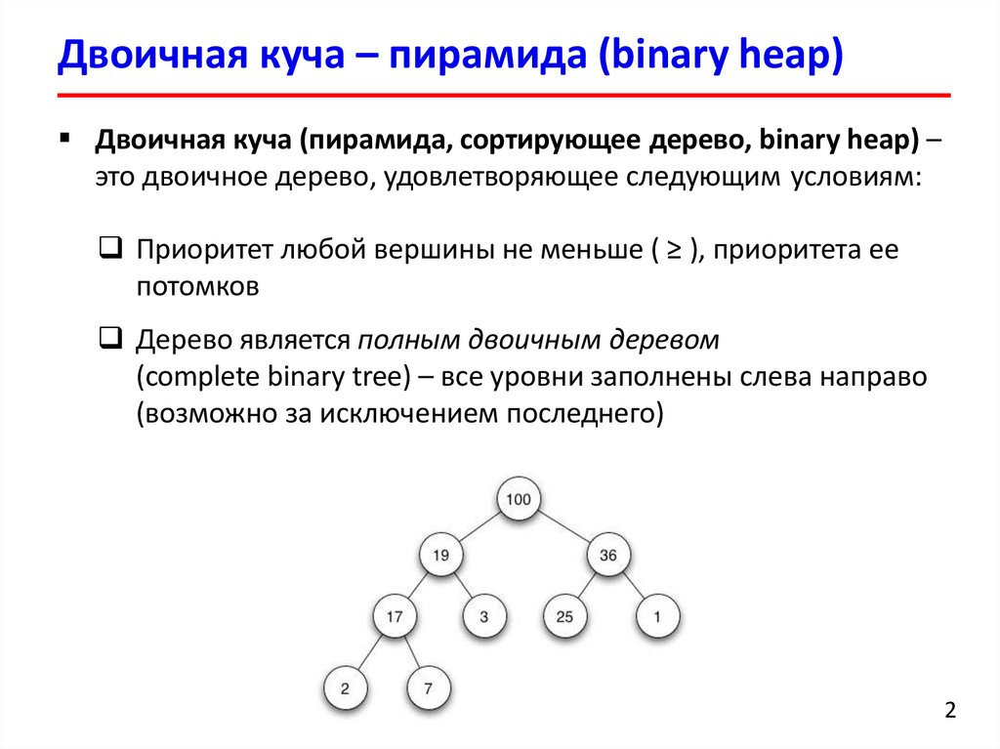 Двоичная куча – пирамида (binary heap)
▪ Двоичная куча (пирамида, сортирующее дерево, binary heap) –
это двоичное дерево, удовлетворяющее следующим условиям:
❑ Приоритет любой вершины не меньше ( ≥ ), приоритета ее
потомков
❑ Дерево является полным двоичным деревом
(complete binary tree) – все уровни заполнены слева направо
(возможно за исключением последнего)
100
19 36
17 3 25 1
2 7
2